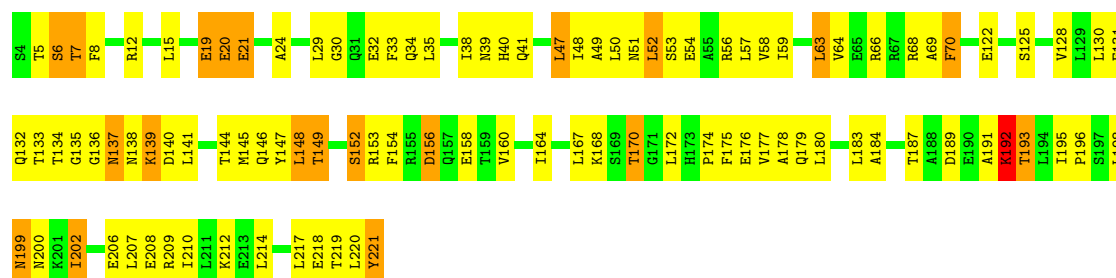 S4 T5 S6 T7 F8 R12 L15 E19 E20 E21 A24 L29 G30 Q31 E32 F33 Q34 L35 I38 N39 H40 Q41 L47 I48 A49 L50 N51 L52 S53 E54 A55 R56 L57 V58 I59 L63 V64 E65 R66 R67 R68 A69 F70 E122 S125 V128 L129 L130
Q132 T133 T134 G135 G136 N137 N138 K139 D140 L141 T144 M145 Q146 Y147 L148 T149 S152 R153 F154 R155 D156 Q157 E158 T159 V160 I164 L167 K168 S169 T170 G171 L172 H173 P174 F175 E176 V177 A178 Q179 L180 L183 A184 T187 A188 D189 E190 A191 K192 T193 L194 I195 P196 S197
N199 N200 K201 I202 E206 L207 E208 R209 I210 L211 K212 E213 L214 L217 E218 T219 L220 Y221